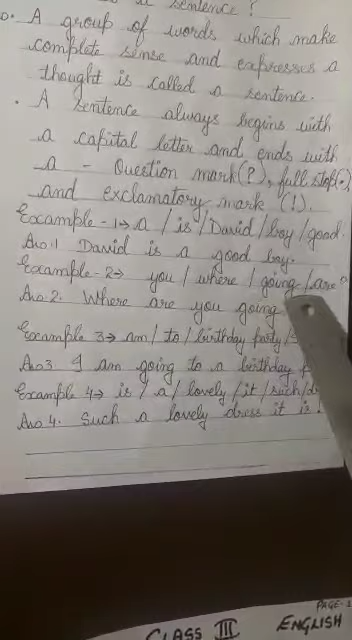 sentence?
• A group of words which make
complete sense and expresses a
thought is called a sentence.
• A sentence always begins with
a capital letter and ends with
a - Question mark(?), full stop(.)
and exclamatory mark (!).
Example-1→ a / is / David / boy / good.
Ans.1 David is a good boy.
Example-2→ you / where / going / are?
Ans 2. Where are you going
Example 3→ am / to / birthday party /
Ans 3. I am going to a birthday
Example 4→ is / a / lovely / it / such /
Ans 4. Such a lovely dress it is!
PAGE-1
CLASS III ENGLISH